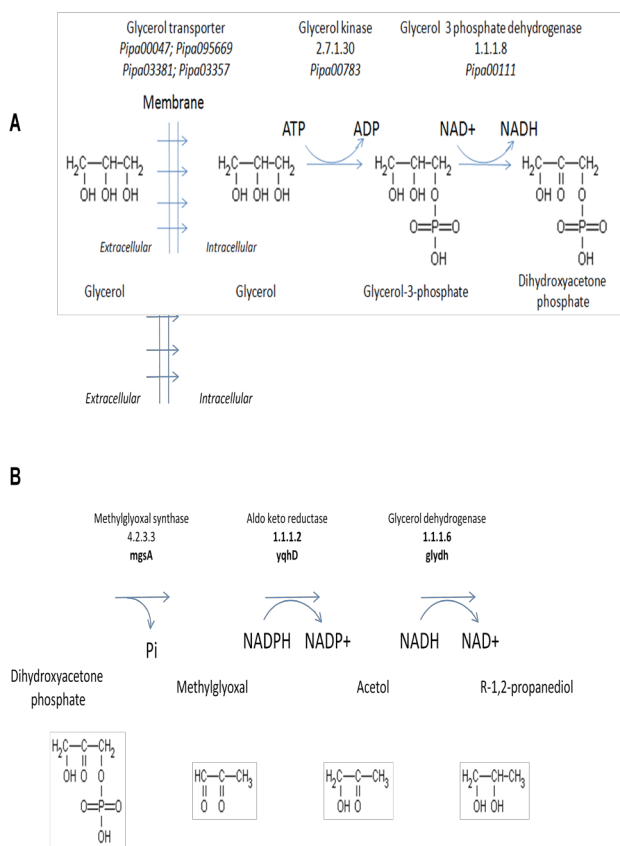 Glycerol transporter
Pipa00047; Pipa095669
Pipa03381; Pipa03357
Glycerol kinase
2.7.1.30
Pipa00783
Glycerol 3 phosphate dehydrogenase
1.1.1.8
Pipa00111
Membrane
A
ATP ADP
NAD+ NADH
H2C—CH—CH2
OH OH OH
H2C—CH—CH2
OH OH OH
H2C—CH—CH2
OH OH O
O=P=O
OH
H2C—C—CH2
OH O O
O=P=O
OH
Extracellular Intracellular
Glycerol
Glycerol
Glycerol-3-phosphate
Dihydroxyacetone
phosphate
Extracellular Intracellular
B
Methylglyoxal synthase
4.2.3.3
mgsA
Aldo keto reductase
1.1.1.2
yqhD
Glycerol dehydrogenase
1.1.1.6
glydh
Pi
NADPH NADP+
NADH NAD+
Dihydroxyacetone
phosphate
Methylglyoxal
Acetol
R-1,2-propanediol
H2C—C—CH2
OH O O
O=P=O
OH
HC—C—CH3
O O
H2C—C—CH3
OH O
H2C—CH—CH3
OH OH